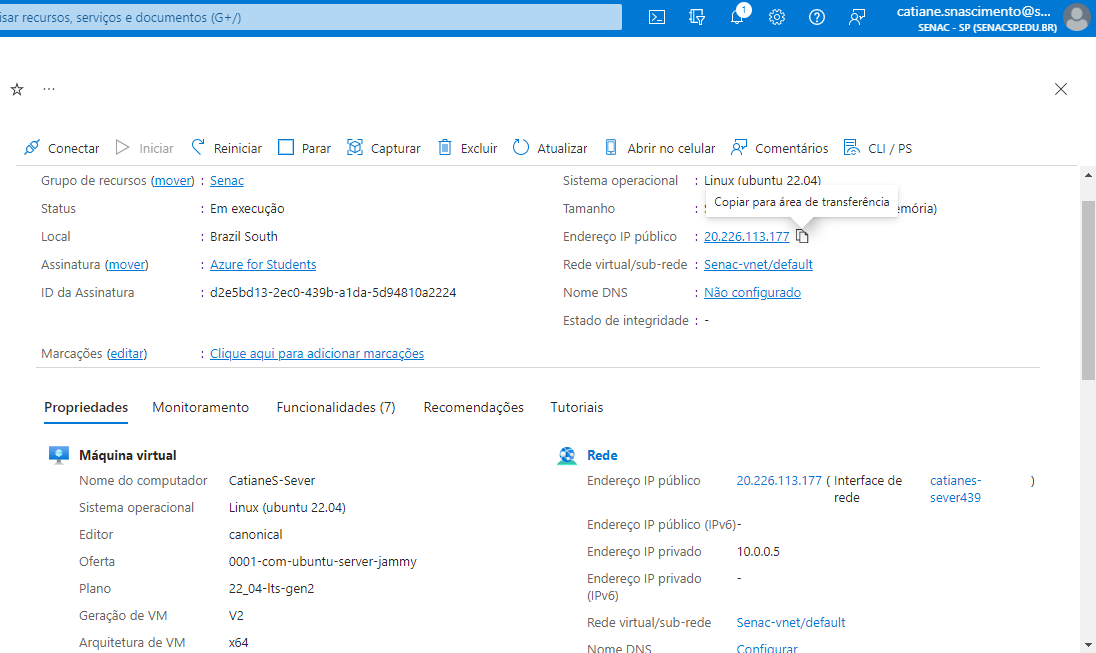 isar recursos, serviços e documentos (G+/)
1
catiane.snascimento@s...
SENAC - SP (SENACSP.EDU.BR)
...
Conectar Iniciar Reiniciar Parar Capturar Excluir Atualizar Abrir no celular Comentários CLI / PS
Grupo de recursos (mover) : Senac
Status : Em execução
Local : Brazil South
Assinatura (mover) : Azure for Students
ID da Assinatura : d2e5bd13-2ec0-439b-a1da-5d94810a2224
Sistema operacional : Linux (ubuntu 22.04)
Copiar para área de transferência
Tamanho : emória)
Endereço IP público : 20.226.113.177
Rede virtual/sub-rede : Senac-vnet/default
Nome DNS : Não configurado
Estado de integridade : -
Marcações (editar) : Clique aqui para adicionar marcações
Propriedades Monitoramento Funcionalidades (7) Recomendações Tutoriais
Máquina virtual
Nome do computador CatianeS-Sever
Sistema operacional Linux (ubuntu 22.04)
Editor canonical
Oferta 0001-com-ubuntu-server-jammy
Plano 22_04-lts-gen2
Geração de VM V2
Arquitetura de VM x64
Rede
Endereço IP público 20.226.113.177 ( Interface de catianes- )
rede sever439
Endereço IP público (IPv6) -
Endereço IP privado 10.0.0.5
Endereço IP privado -
(IPv6)
Rede virtual/sub-rede Senac-vnet/default
Nome DNS Configurar